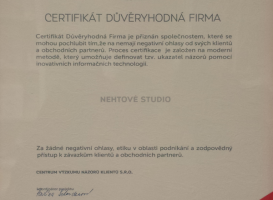 CERTIFIKÁT DŮVĚRYHODNÁ FIRMA
Certifikát Důvěryhodná Firma je přiznán společnostem, které se
mohou pochlubit tím, že na nemají negativní ohlasy od svých klientů
a obchodních partnerů. Proces certifikace je založen na moderní
metodě, který umožňuje definovat tzv. ukazatel názorů pomocí
inovativních informačních technologií.
NEHTOVÉ STUDIO
Za žádné negativní ohlasy, etiku v oblasti podnikání a zodpovědný
přístup k závazkům klientů a obchodních partnerů.
CENTRUM VÝZKUMU NÁZORŮ KLIENTŮ S.R.O.